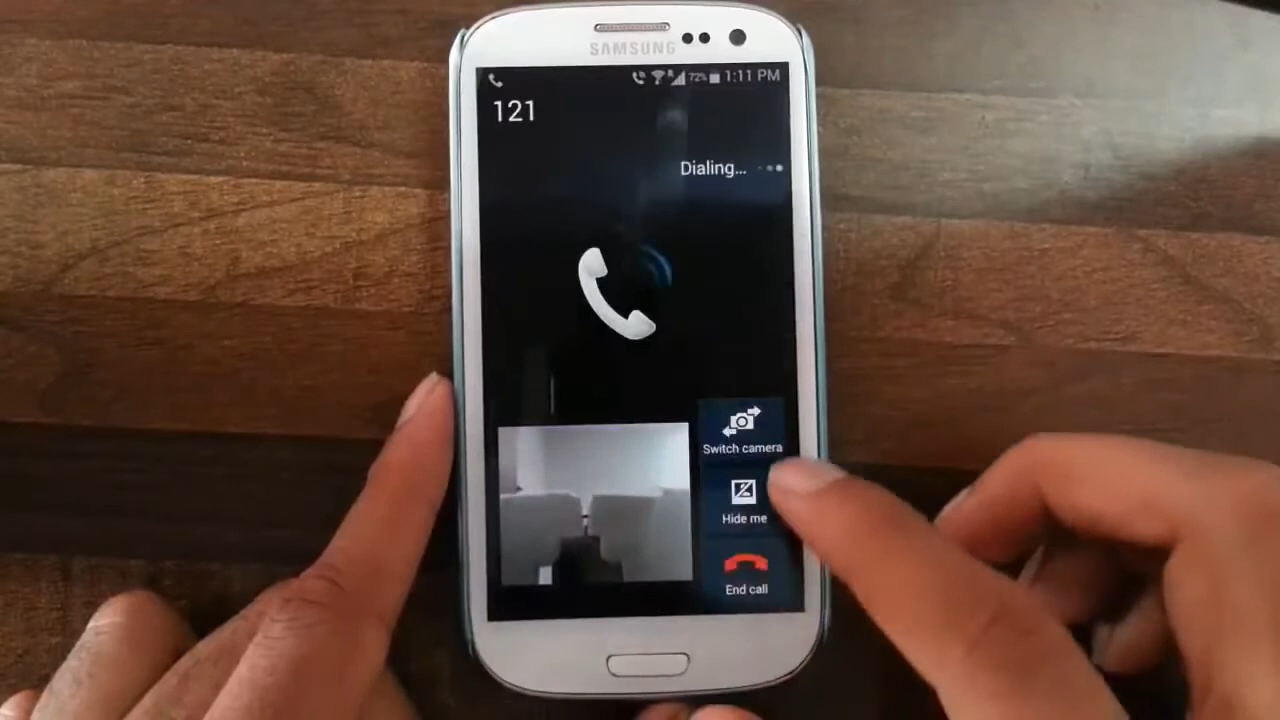 SAMSUNG
72% 1:11 PM
121
Dialing...
Switch camera
Hide me
End call